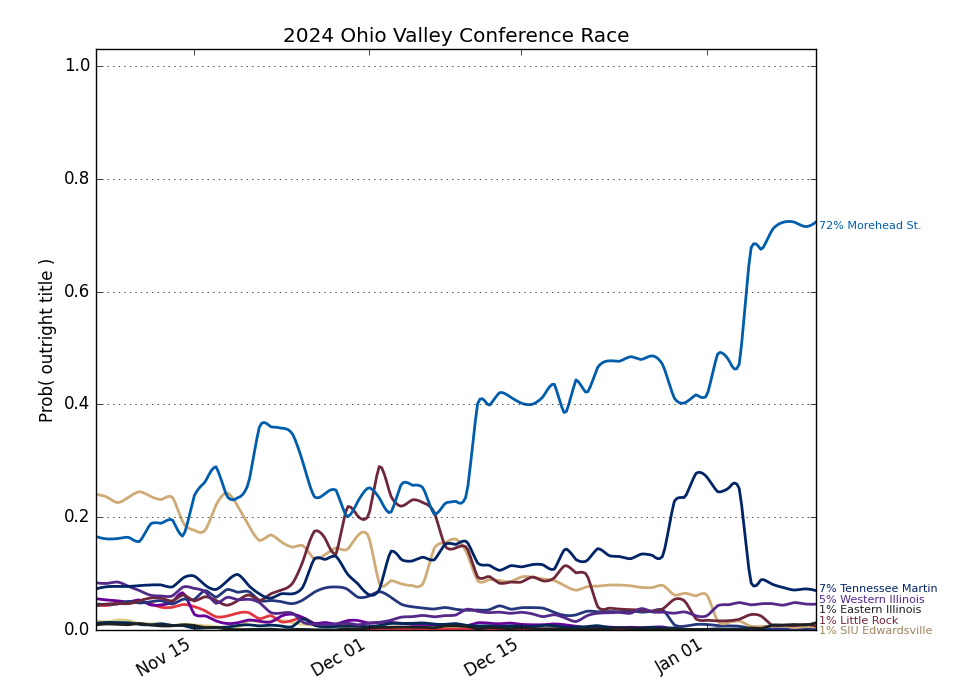 2024 Ohio Valley Conference Race
Prob( outright title )
1.0
0.8
0.6
0.4
0.2
0.0
Nov 15
Dec 01
Dec 15
Jan 01
72% Morehead St.
7% Tennessee Martin
5% Western Illinois
1% Eastern Illinois
1% Little Rock
1% SIU Edwardsville